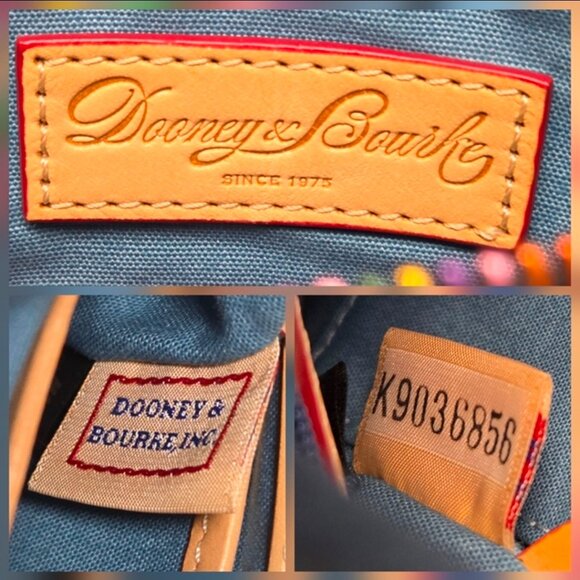 Dooney & Bourke
SINCE 1975
DOONEY &
BOURKE, INC.
K9036856